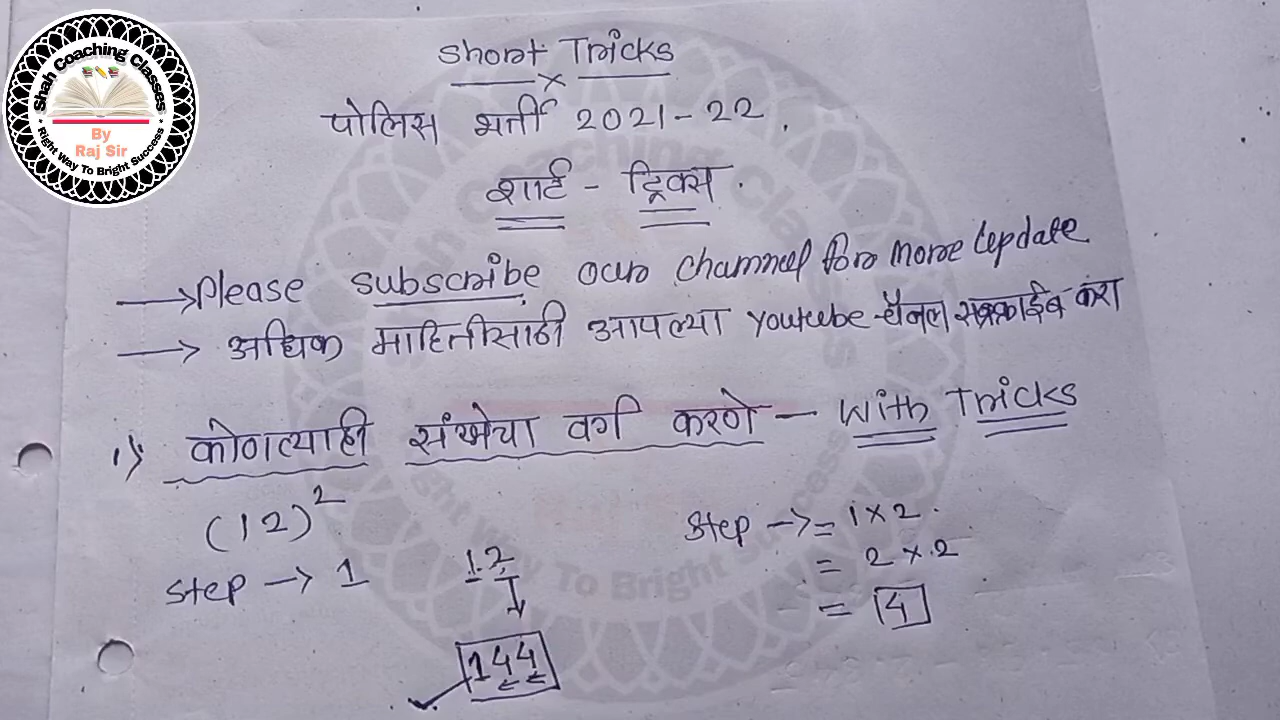 Shah Coaching Classes
By
Raj Sir
Right Way To Bright Success
Short Tricks
×
पोलिस भर्ती 2021-22.
शार्ट - ट्रिक्स.
→ Please subscribe our channel for more Update
→ अधिक माहितीसाठी आपल्या youtube चैनल सबस्क्राईब करा
1) कोणत्याही संख्येचा वर्ग करणे — With Tricks
(12)²
Step → 1
12
144
Step → = 1×2.
= 2×2
= 4